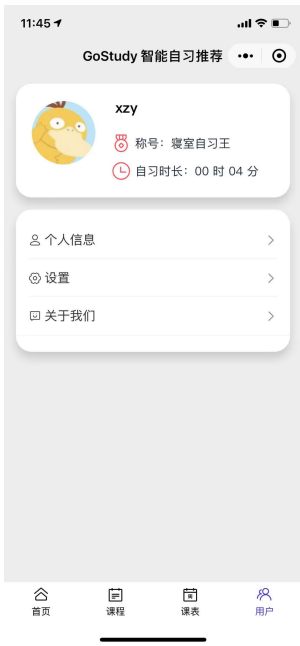 11:45
GoStudy 智能自习推荐
xzy
称号：寝室自习王
自习时长：00 时 04 分
个人信息
设置
关于我们
首页
课程
课表
用户